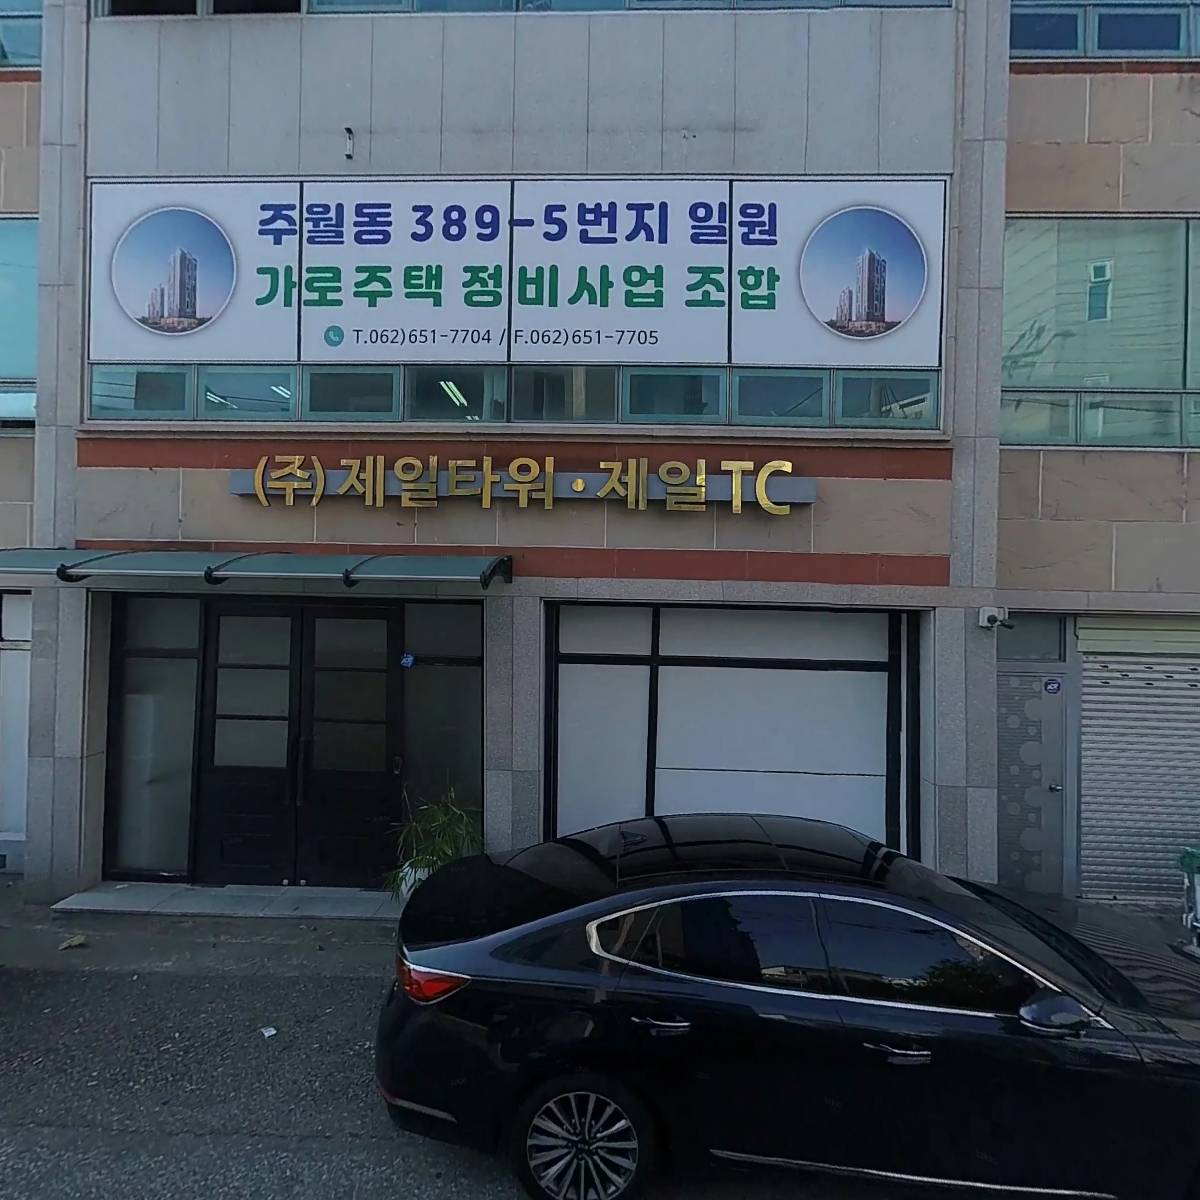 주월동 389-5번지 일원
가로주택 정비사업 조합
T.062)651-7704 / F.062)651-7705
(주)제일타워·제일TC